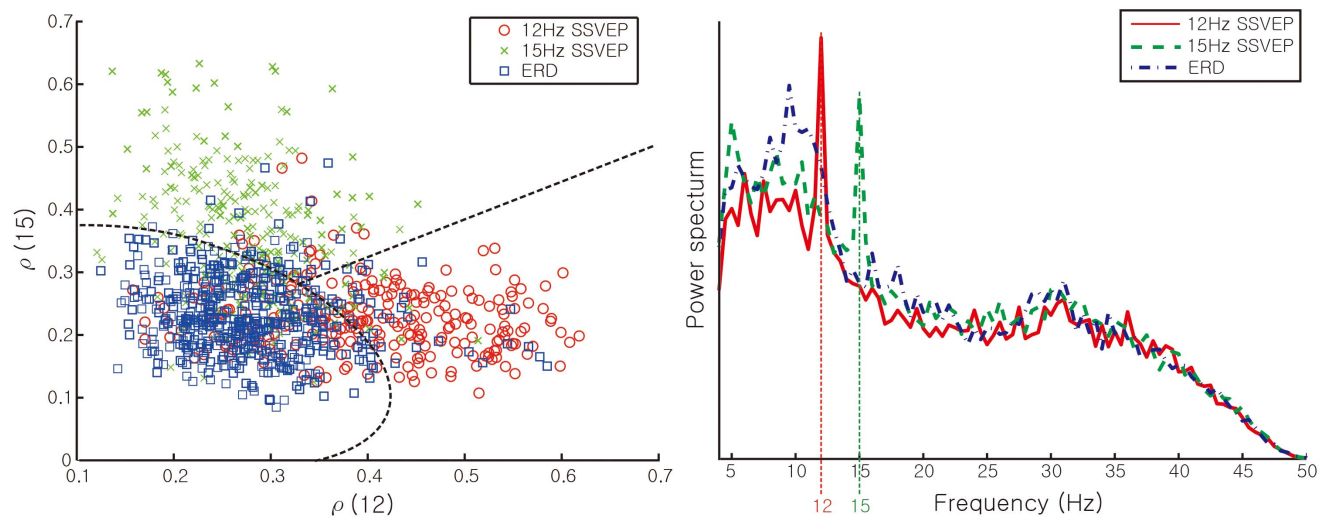 0.7
0.6
0.5
0.4
0.3
0.2
0.1
0
ρ (15)
0.1 0.2 0.3 0.4 0.5 0.6 0.7
ρ (12)
12Hz SSVEP
15Hz SSVEP
ERD
Power specturm
12Hz SSVEP
15Hz SSVEP
ERD
5 10 15 20 25 30 35 40 45 50
12 15
Frequency (Hz)